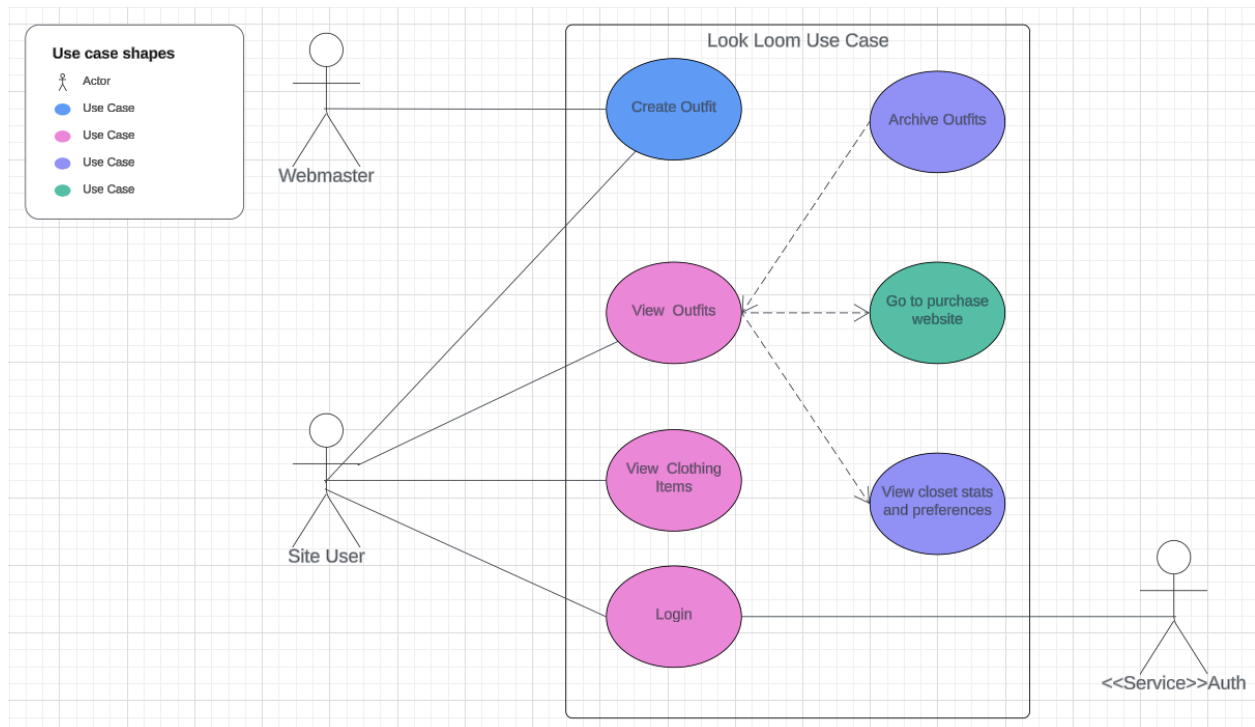 Use case shapes
Actor
Use Case
Use Case
Use Case
Use Case
Webmaster
Look Loom Use Case
Create Outfit
Archive Outfits
View Outfits
Go to purchase
website
View Clothing
Items
View closet stats
and preferences
Site User
Login
<<Service>>Auth